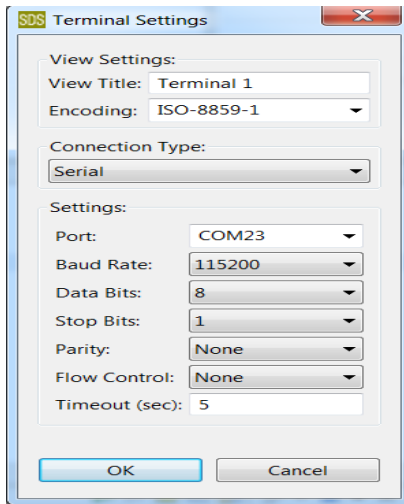 SDS Terminal Settings
View Settings:
View Title: Terminal 1
Encoding: ISO-8859-1
Connection Type:
Serial
Settings:
Port: COM23
Baud Rate: 115200
Data Bits: 8
Stop Bits: 1
Parity: None
Flow Control: None
Timeout (sec): 5
OK Cancel